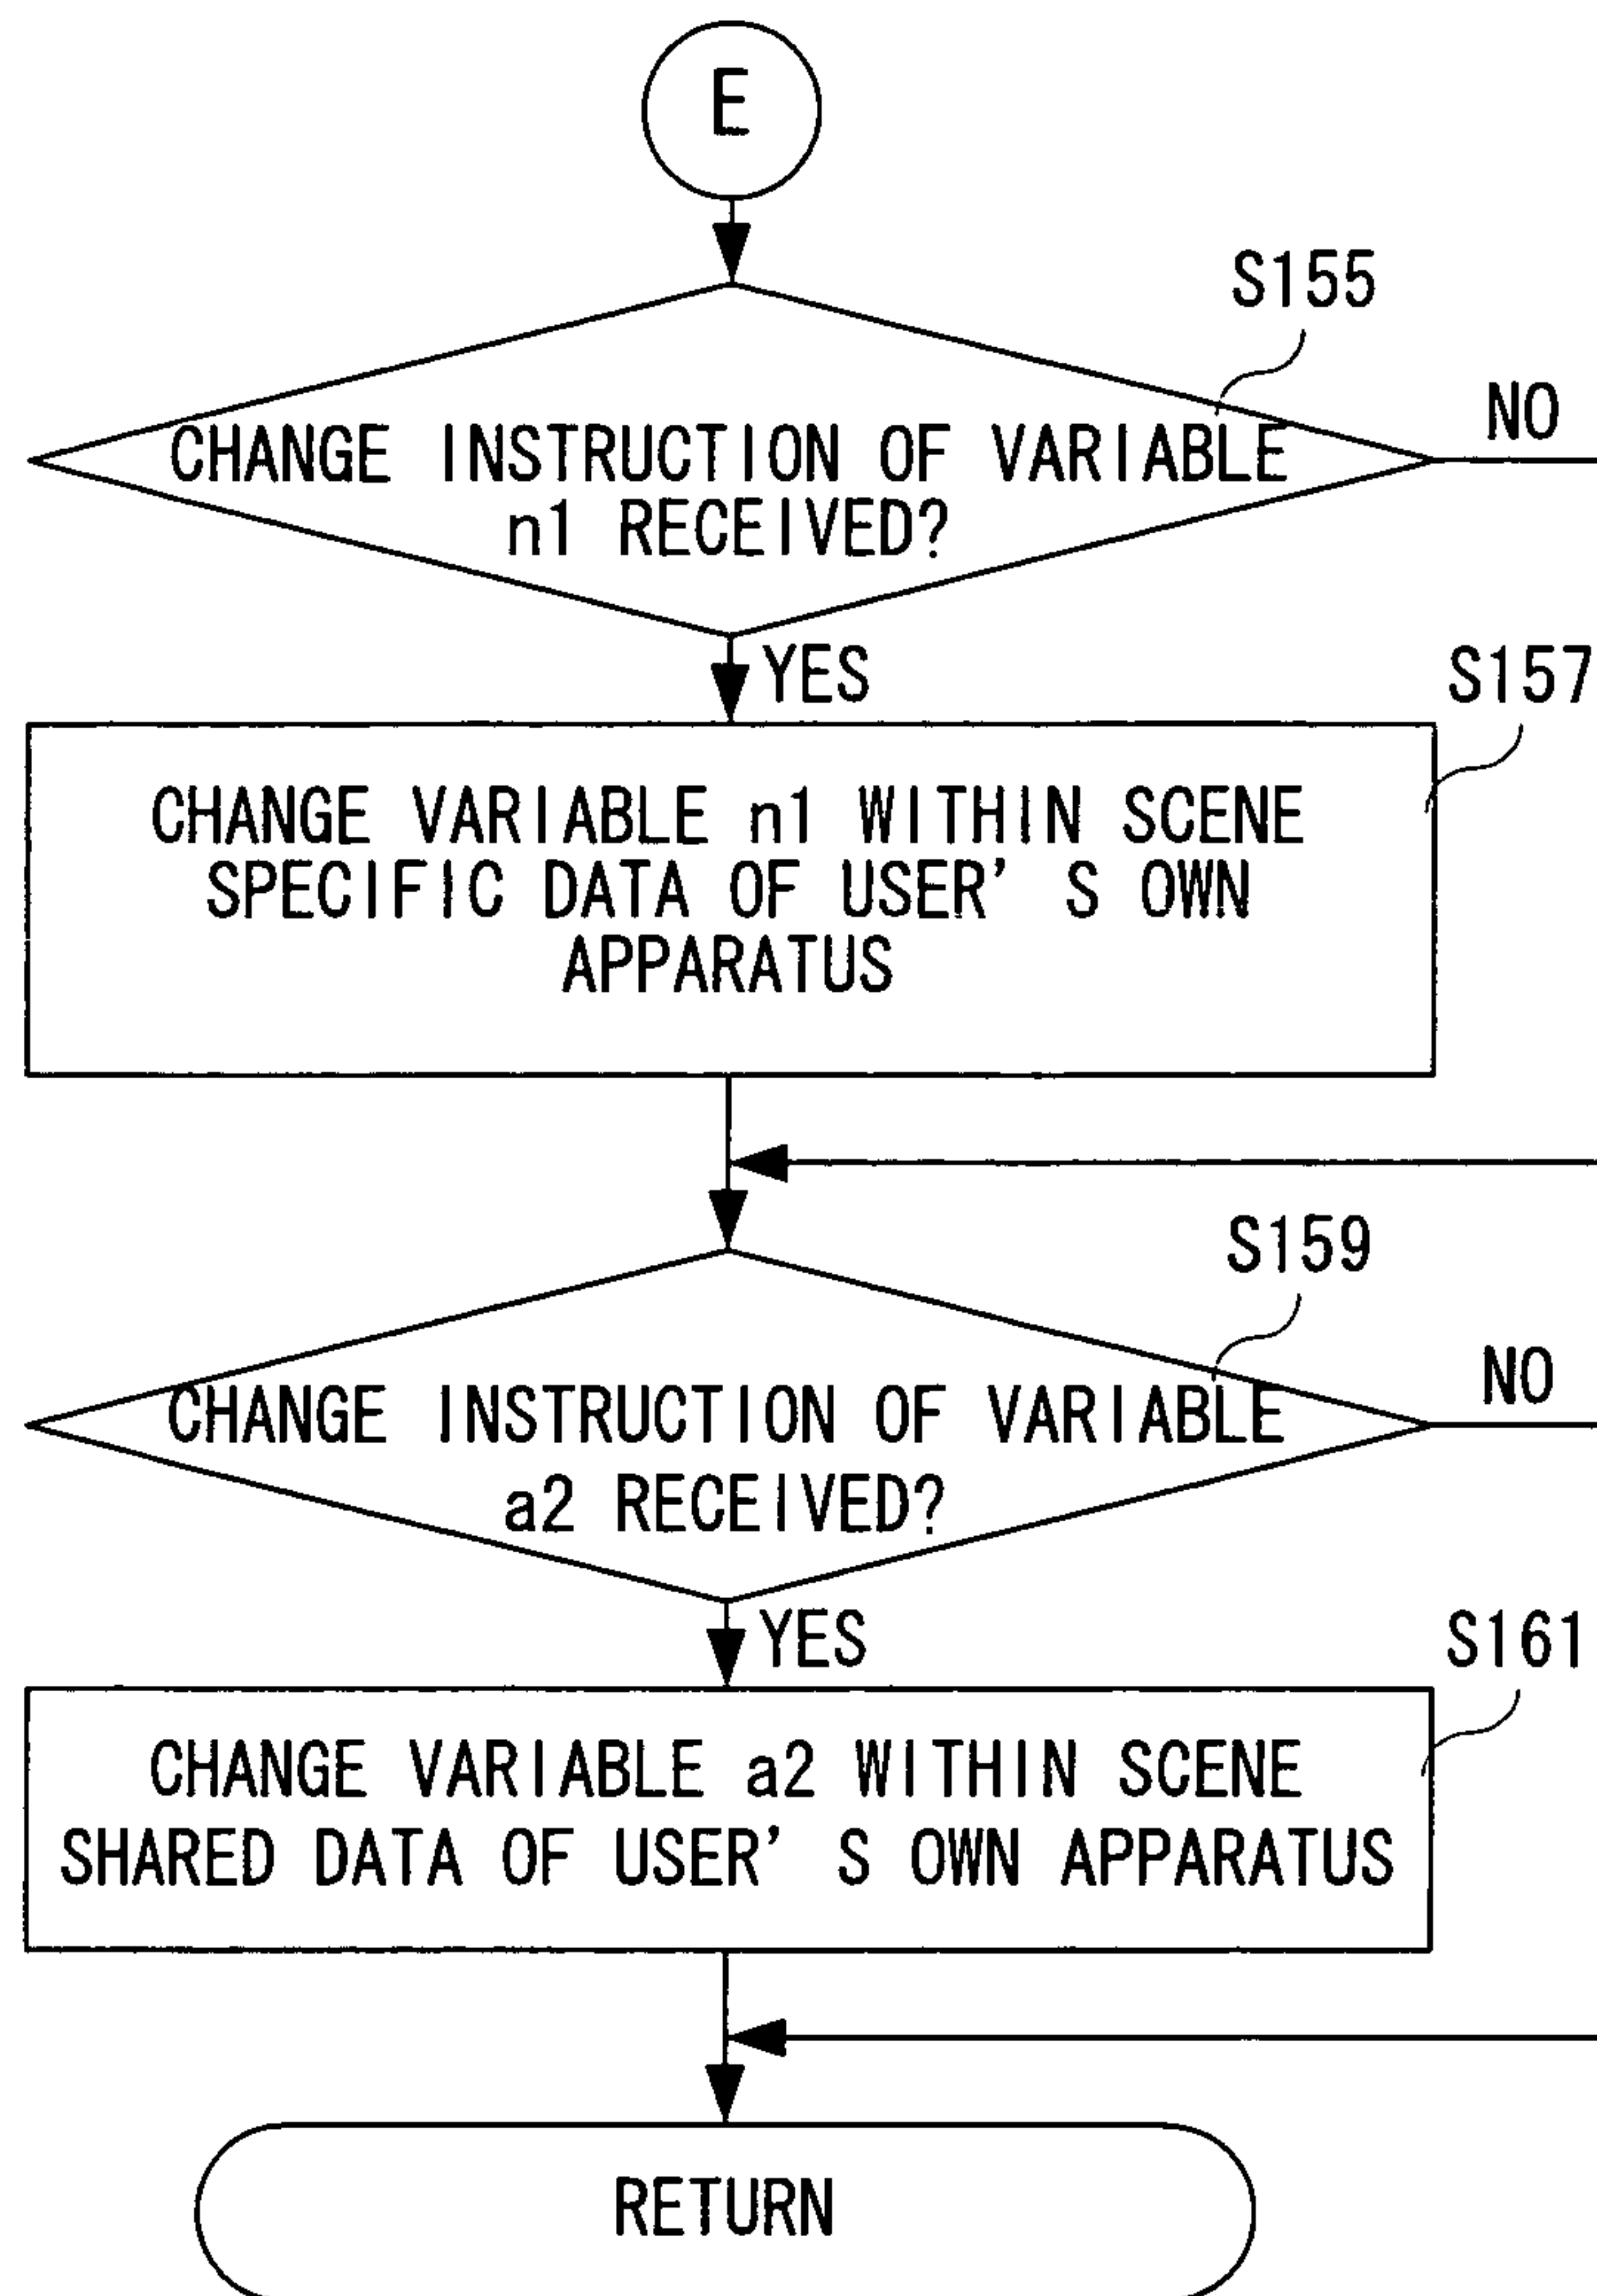 E
S155
CHANGE INSTRUCTION OF VARIABLE
n1 RECEIVED?
NO
YES
S157
CHANGE VARIABLE n1 WITHIN SCENE
SPECIFIC DATA OF USER'S OWN
APPARATUS
S159
CHANGE INSTRUCTION OF VARIABLE
a2 RECEIVED?
NO
YES
S161
CHANGE VARIABLE a2 WITHIN SCENE
SHARED DATA OF USER'S OWN APPARATUS
RETURN